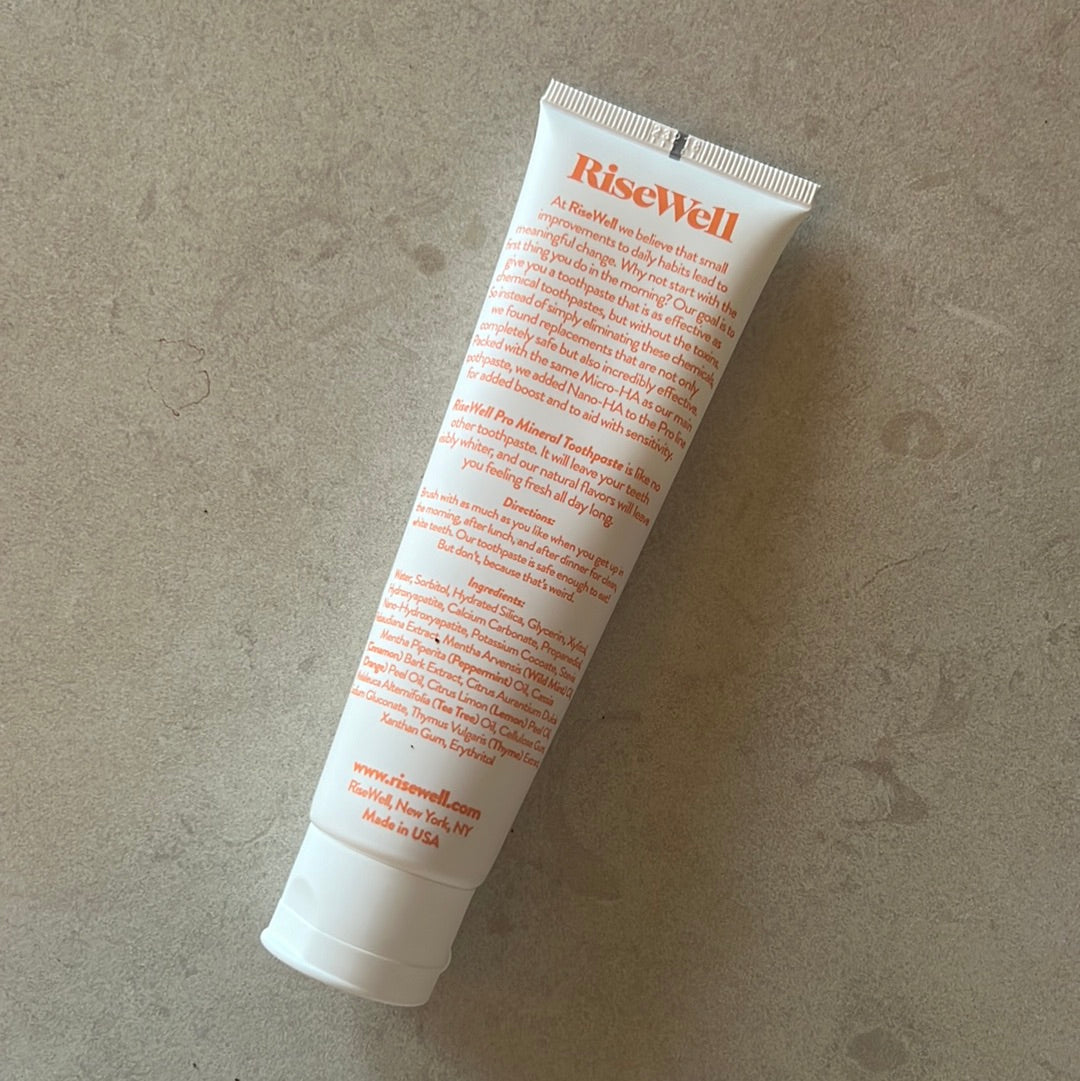 RiseWell
At RiseWell we believe that small
improvements to daily habits lead to
meaningful change. Why not start with the
first thing you do in the morning? Our goal is to
give you a toothpaste that is as effective as
chemical toothpastes, but without the toxins.
So instead of simply eliminating these chemicals,
we found replacements that are not only
completely safe but also incredibly effective.
Packed with the same Micro-HA as our main
toothpaste, we added Nano-HA to the Pro line
for added boost and to aid with sensitivity.
RiseWell Pro Mineral Toothpaste is like no
other toothpaste. It will leave your teeth
whiter, and our natural flavors will leave
you feeling fresh all day long.
Directions:
Brush with as much as you like when you get up in
the morning, after lunch, and after dinner for clean,
white teeth. Our toothpaste is safe enough to eat!
But don't, because that's weird.
Ingredients:
Water, Sorbitol, Hydrated Silica, Glycerin, Xylitol,
Hydroxyapatite, Calcium Carbonate, Propanediol,
Nano-Hydroxyapatite, Potassium Cocoate, Stevia
Extract, Mentha Arvensis (Wild Mint) Oil,
Mentha Piperita (Peppermint) Oil, Cassia
(Cinnamon) Bark Extract, Citrus Aurantium Dulcis
(Orange) Peel Oil, Citrus Limon (Lemon) Peel Oil,
Alternifolia (Tea Tree) Oil, Cellulose Gum,
Gluconate, Thymus Vulgaris (Thyme) Extract,
Xanthan Gum, Erythritol
www.risewell.com
RiseWell, New York, NY
Made in USA